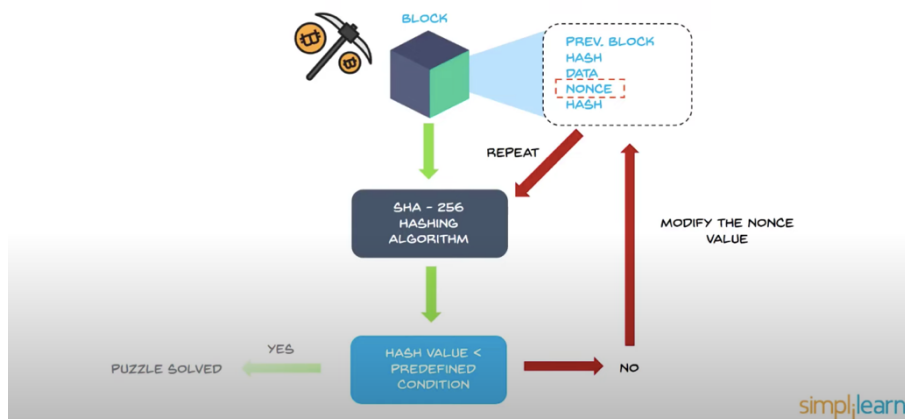 BLOCK
PREV. BLOCK
HASH
DATA
NONCE
HASH
REPEAT
SHA - 256
HASHING
ALGORITHM
MODIFY THE NONCE
VALUE
YES
PUZZLE SOLVED
HASH VALUE <
PREDEFINED
CONDITION
NO
simplilearn